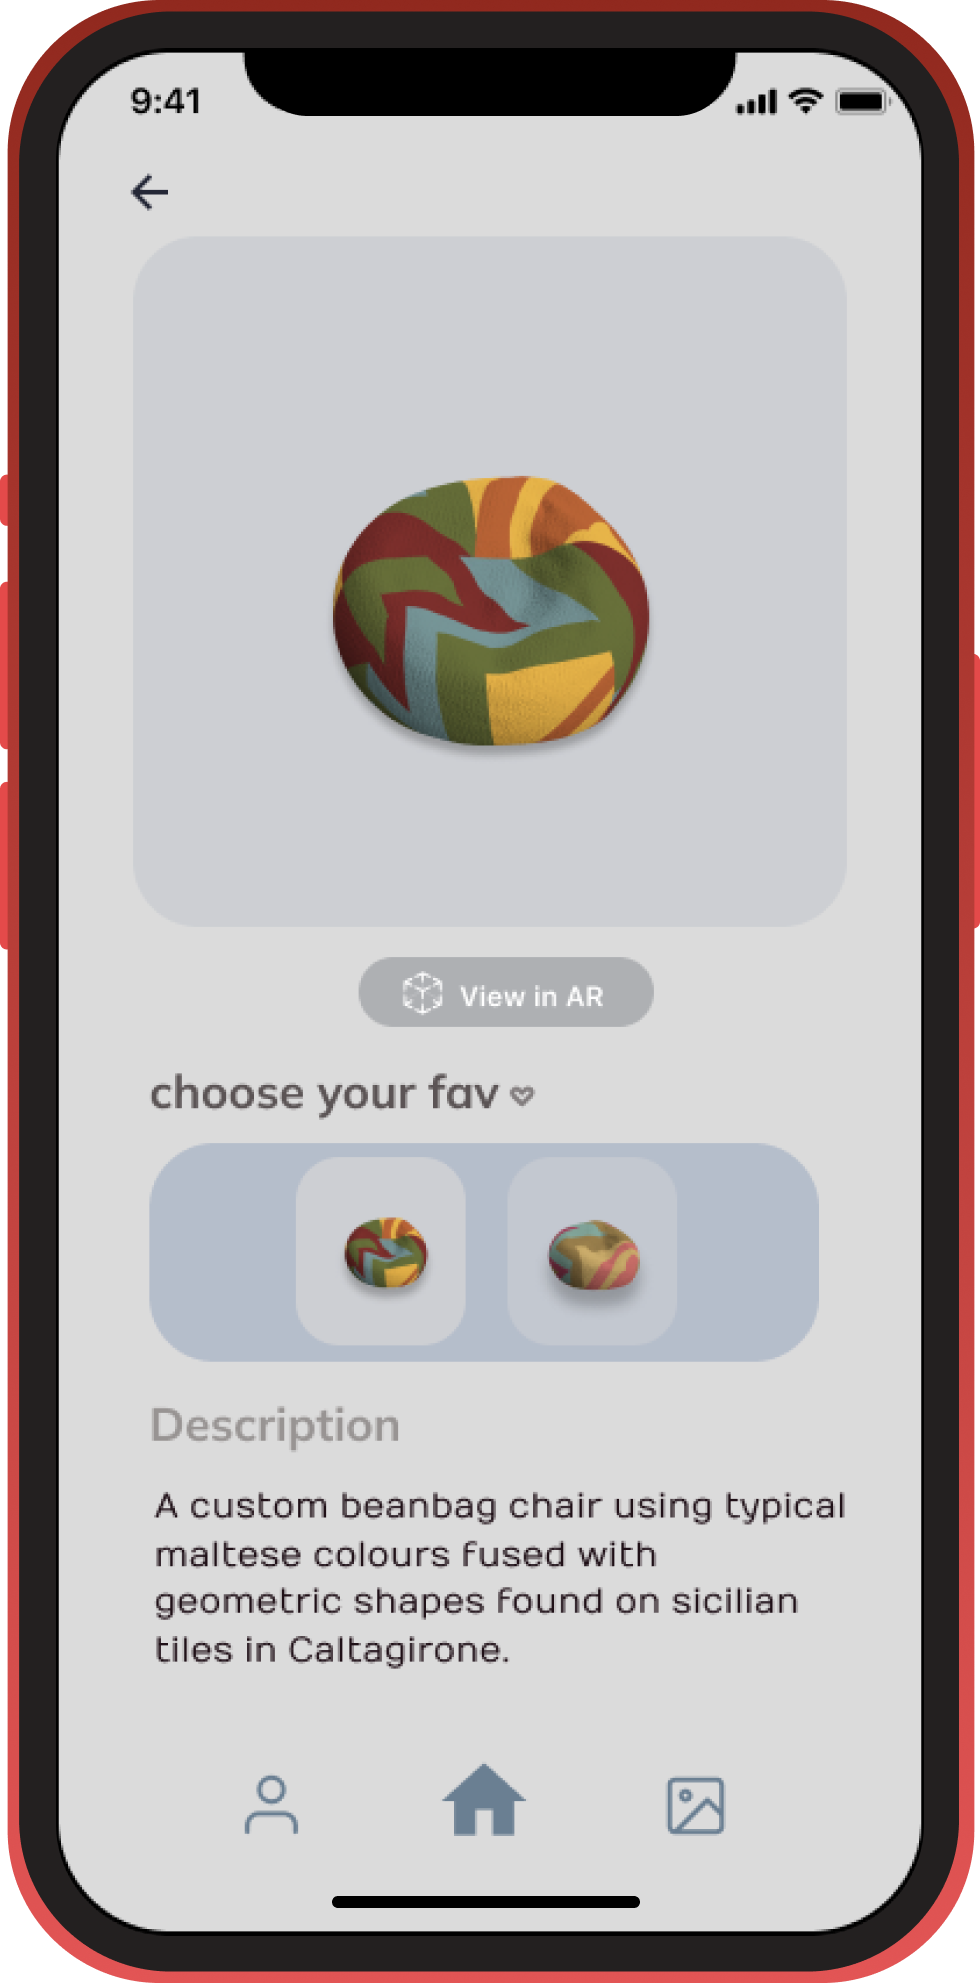 9:41
View in AR
choose your fav
Description
A custom beanbag chair using typical
maltese colours fused with
geometric shapes found on sicilian
tiles in Caltagirone.